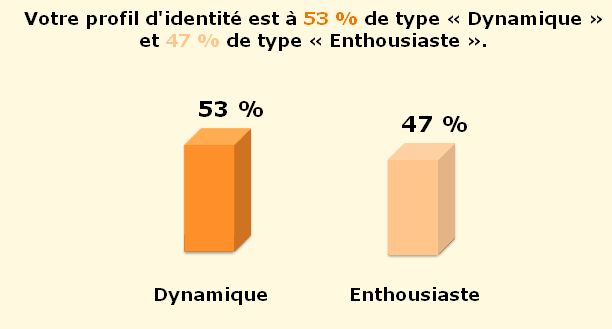 Votre profil d'identité est à 53 % de type « Dynamique »
et 47 % de type « Enthousiaste ».
53 %
47 %
Dynamique
Enthousiaste